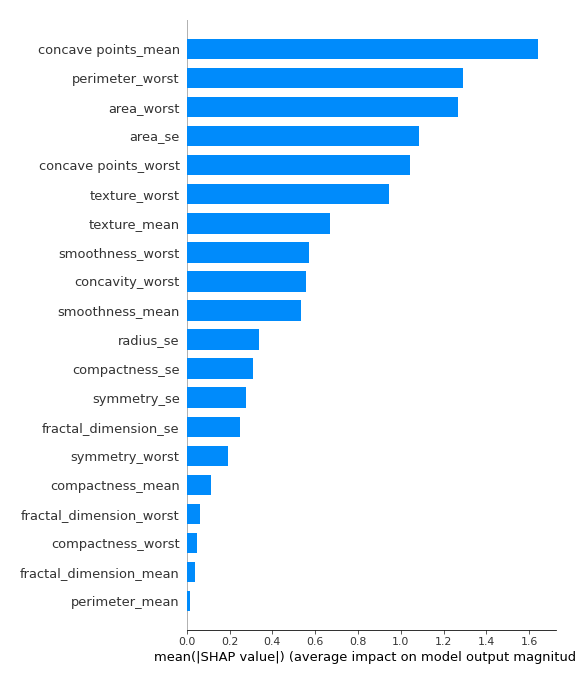 concave points_mean
perimeter_worst
area_worst
area_se
concave points_worst
texture_worst
texture_mean
smoothness_worst
concavity_worst
smoothness_mean
radius_se
compactness_se
symmetry_se
fractal_dimension_se
symmetry_worst
compactness_mean
fractal_dimension_worst
compactness_worst
fractal_dimension_mean
perimeter_mean
0.0 0.2 0.4 0.6 0.8 1.0 1.2 1.4 1.6
mean(|SHAP value|) (average impact on model output magnitud